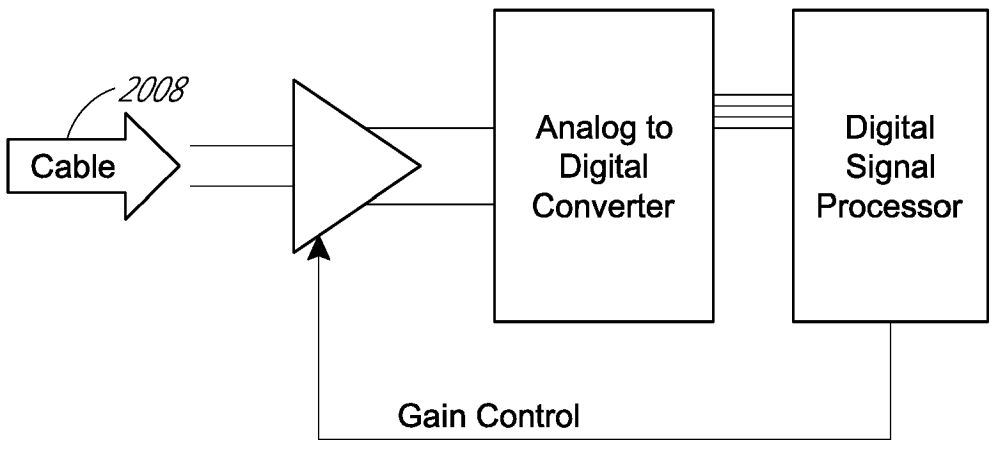 2008
Cable
Analog to
Digital
Converter
Digital
Signal
Processor
Gain Control